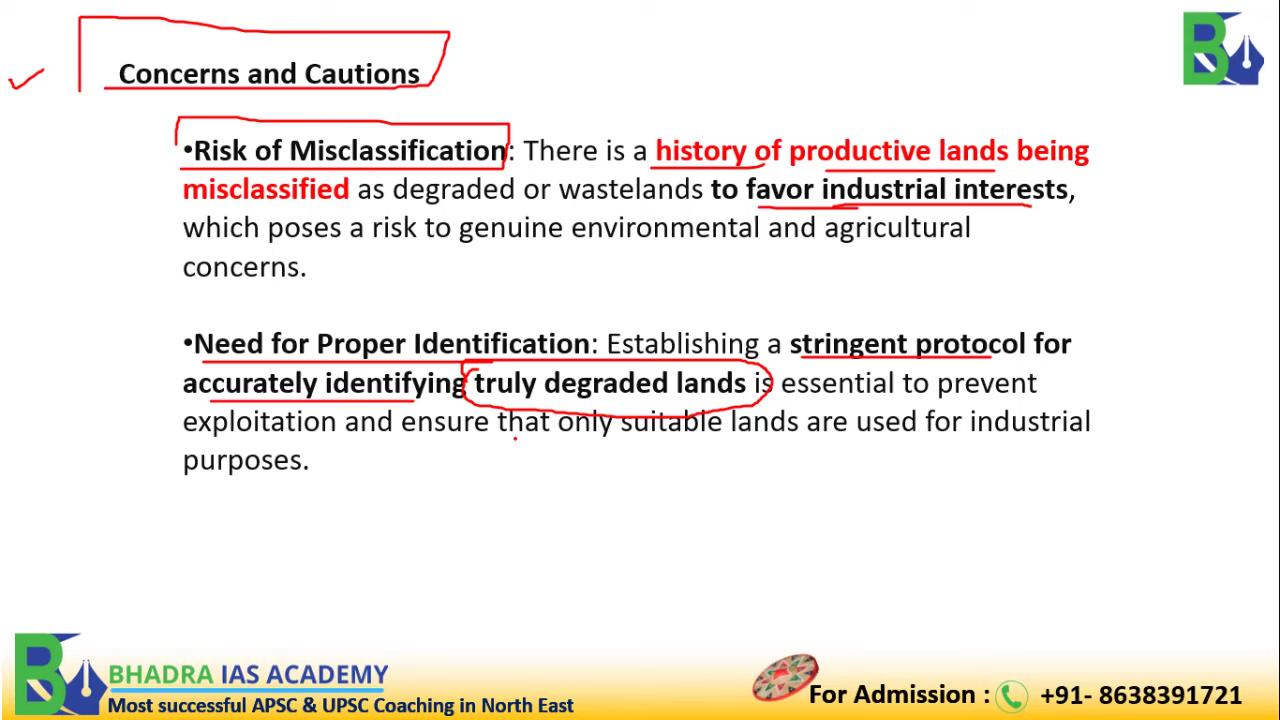 Concerns and Cautions
•Risk of Misclassification: There is a history of productive lands being
misclassified as degraded or wastelands to favor industrial interests,
which poses a risk to genuine environmental and agricultural
concerns.
•Need for Proper Identification: Establishing a stringent protocol for
accurately identifying truly degraded lands is essential to prevent
exploitation and ensure that only suitable lands are used for industrial
purposes.
BHADRA IAS ACADEMY
Most successful APSC & UPSC Coaching in North East
For Admission : +91- 8638391721